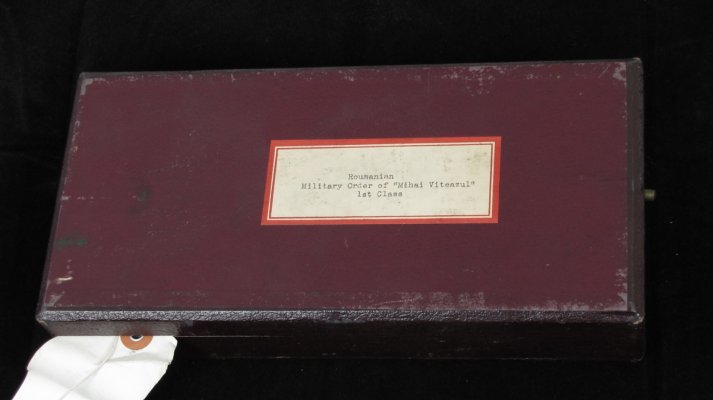 Roumanian
Military Order of "Mihai Viteazul"
1st Class